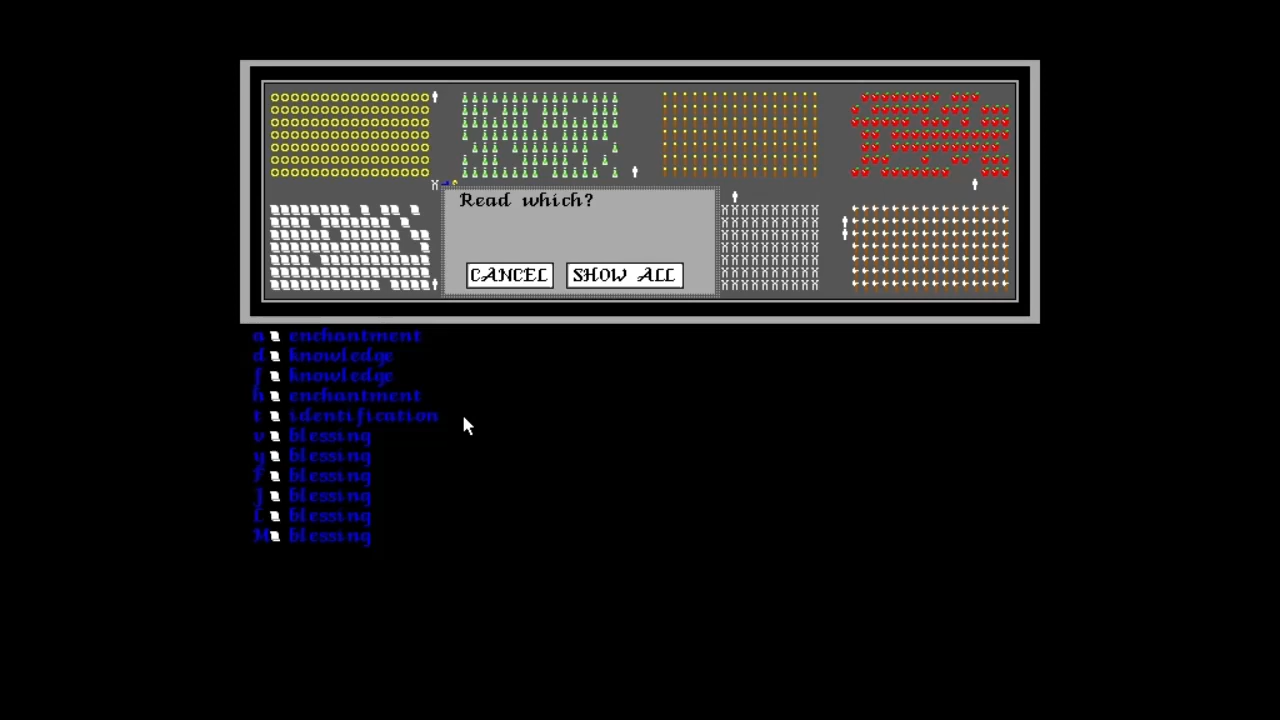 Read which?
CANCEL SHOW ALL
a enchantment
d knowledge
f knowledge
h enchantment
t identification
v blessing
y blessing
F blessing
J blessing
L blessing
M blessing